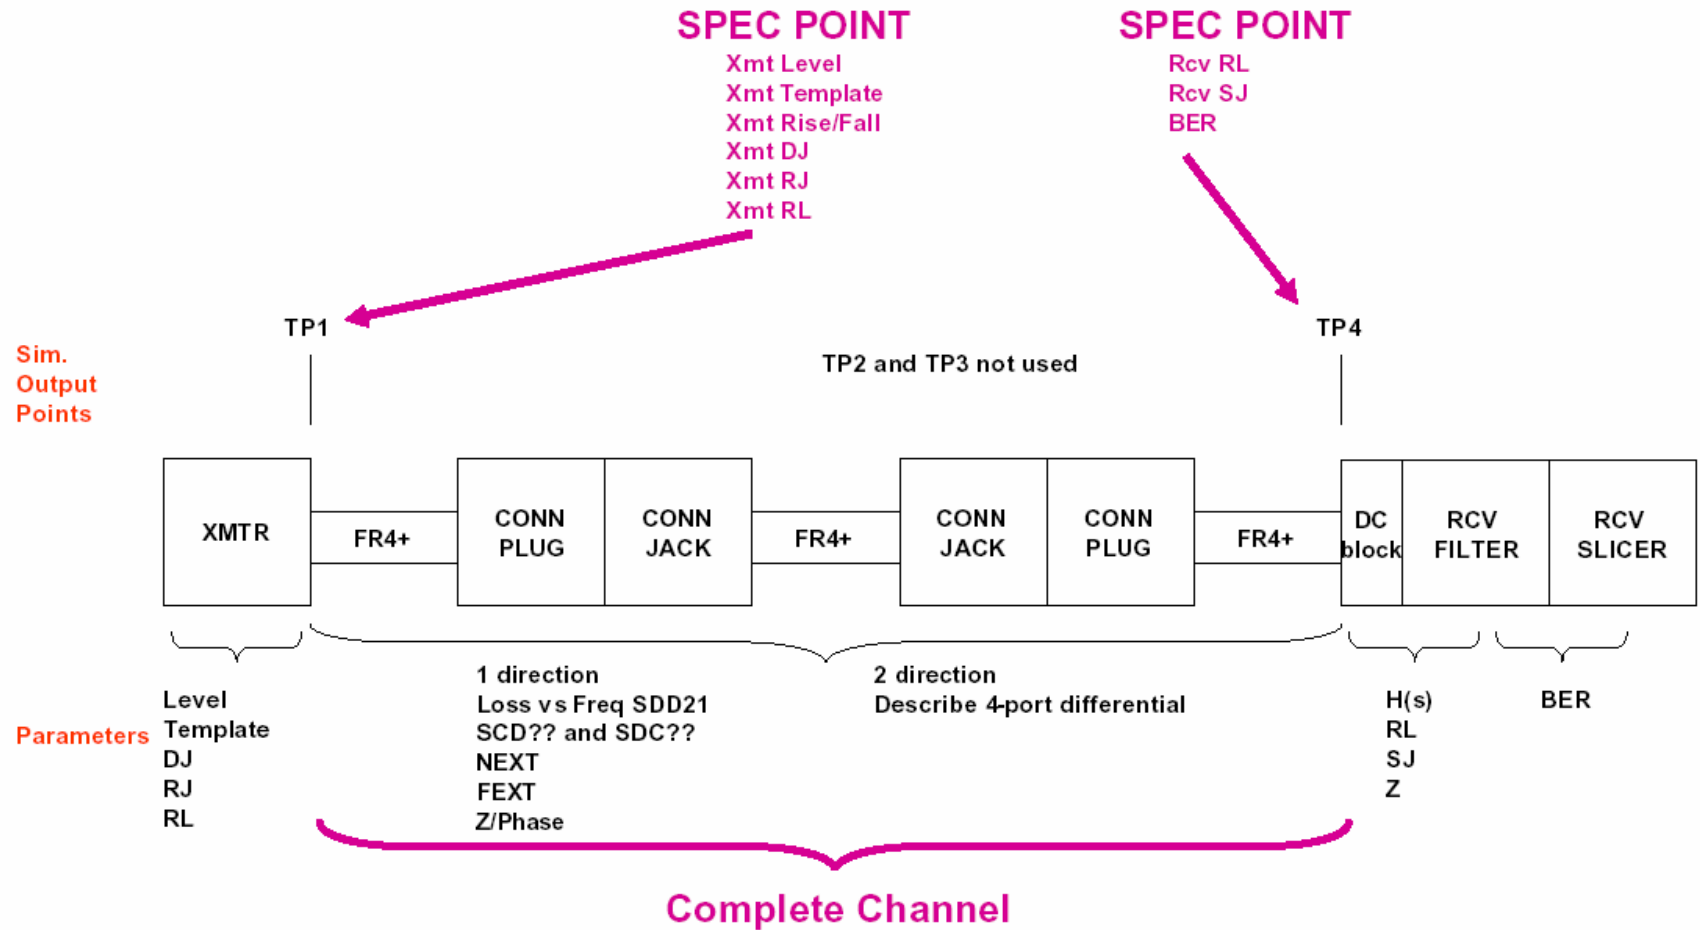 SPEC POINT
Xmt Level
Xmt Template
Xmt Rise/Fall
Xmt DJ
Xmt RJ
Xmt RL
SPEC POINT
Rcv RL
Rcv SJ
BER
TP1
TP4
Sim.
Output
Points
TP2 and TP3 not used
XMTR
FR4+
CONN
PLUG
CONN
JACK
FR4+
CONN
JACK
CONN
PLUG
FR4+
DC
block
RCV
FILTER
RCV
SLICER
Parameters
Level
Template
DJ
RJ
RL
1 direction
Loss vs Freq SDD21
SCD?? and SDC??
NEXT
FEXT
Z/Phase
2 direction
Describe 4-port differential
H(s)
RL
SJ
Z
BER
Complete Channel